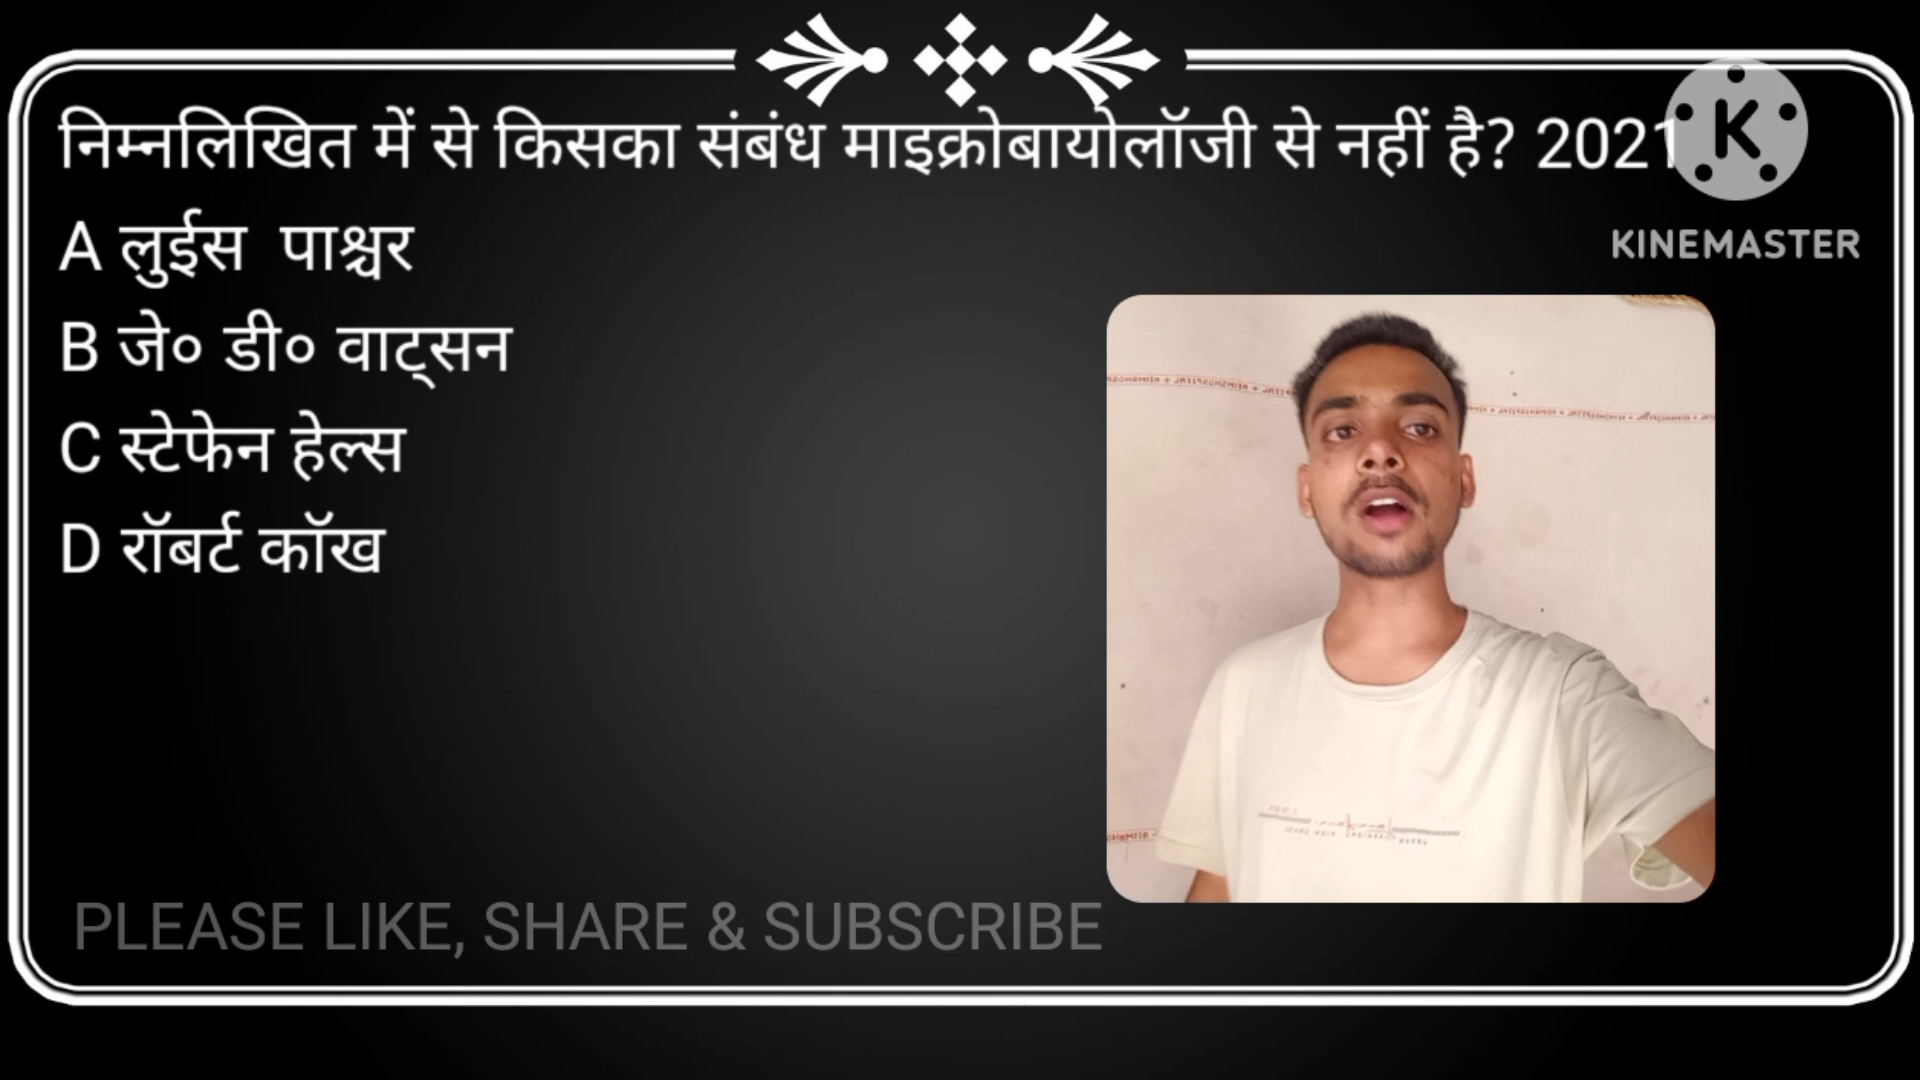 निम्नलिखित में से किसका संबंध माइक्रोबायोलॉजी से नहीं है? 2021
A लुईस पाश्चर
B जे० डी० वाट्सन
C स्टेफेन हेल्स
D रॉबर्ट कॉख
K
KINEMASTER
PLEASE LIKE, SHARE & SUBSCRIBE